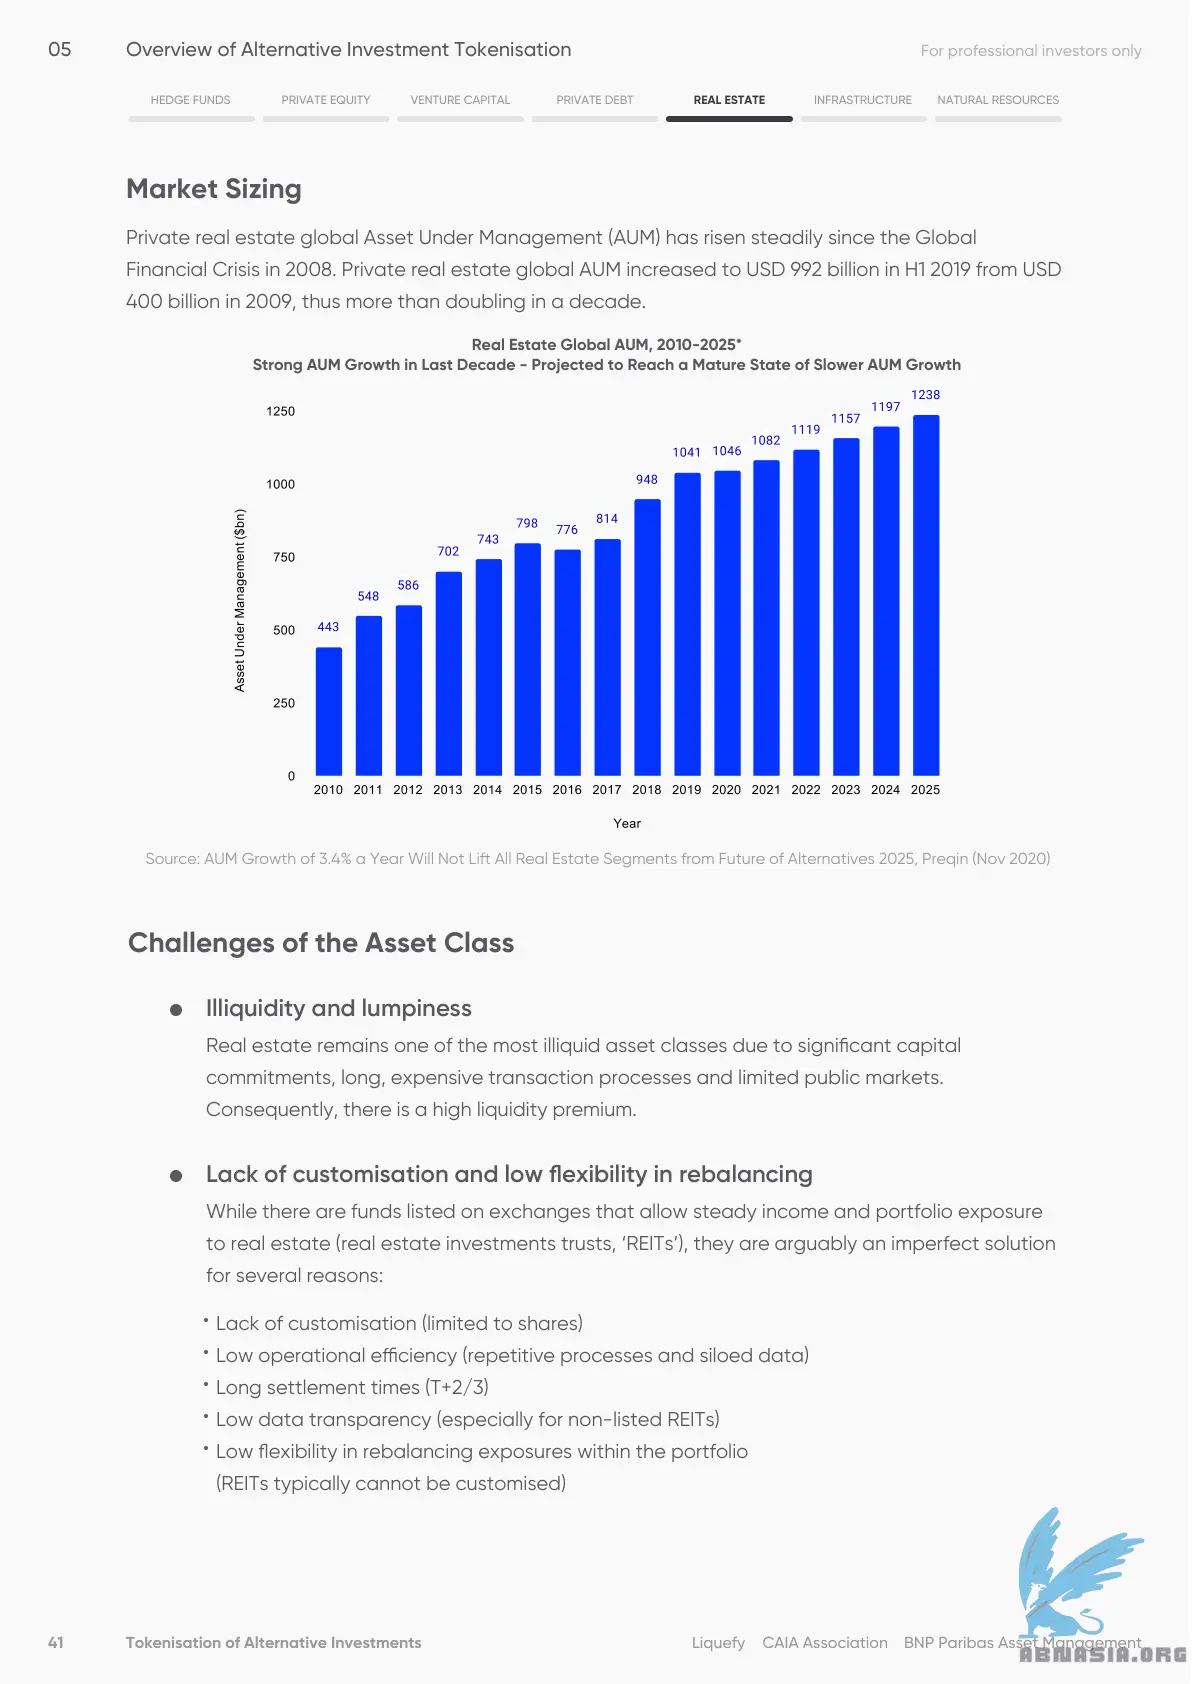 05
Overview of Alternative Investment Tokenisation
For professional investors only
HEDGE FUNDS
PRIVATE EQUITY
VENTURE CAPITAL
PRIVATE DEBT
REAL ESTATE
INFRASTRUCTURE
NATURAL RESOURCES
Market Sizing
Private real estate global Asset Under Management (AUM) has risen steadily since the Global
Financial Crisis in 2008. Private real estate global AUM increased to USD 992 billion in H1 2019 from USD
400 billion in 2009, thus more than doubling in a decade.
Real Estate Global AUM, 2010-2025*
Strong AUM Growth in Last Decade - Projected to Reach a Mature State of Slower AUM Growth
Asset Under Management ($bn)
1250
1000
750
500
250
0
443
548
586
702
743
798
776
814
948
1041
1046
1082
1119
1157
1197
1238
2010 2011 2012 2013 2014 2015 2016 2017 2018 2019 2020 2021 2022 2023 2024 2025
Year
Source: AUM Growth of 3.4% a Year Will Not Lift All Real Estate Segments from Future of Alternatives 2025, Preqin (Nov 2020)
Challenges of the Asset Class
● Illiquidity and lumpiness
Real estate remains one of the most illiquid asset classes due to significant capital
commitments, long, expensive transaction processes and limited public markets.
Consequently, there is a high liquidity premium.
● Lack of customisation and low flexibility in rebalancing
While there are funds listed on exchanges that allow steady income and portfolio exposure
to real estate (real estate investments trusts, ‘REITs’), they are arguably an imperfect solution
for several reasons:
• Lack of customisation (limited to shares)
• Low operational efficiency (repetitive processes and siloed data)
• Long settlement times (T+2/3)
• Low data transparency (especially for non-listed REITs)
• Low flexibility in rebalancing exposures within the portfolio
(REITs typically cannot be customised)
41
Tokenisation of Alternative Investments
Liquefy
CAIA Association
BNP Paribas Asset Management
ABNASIA.ORG